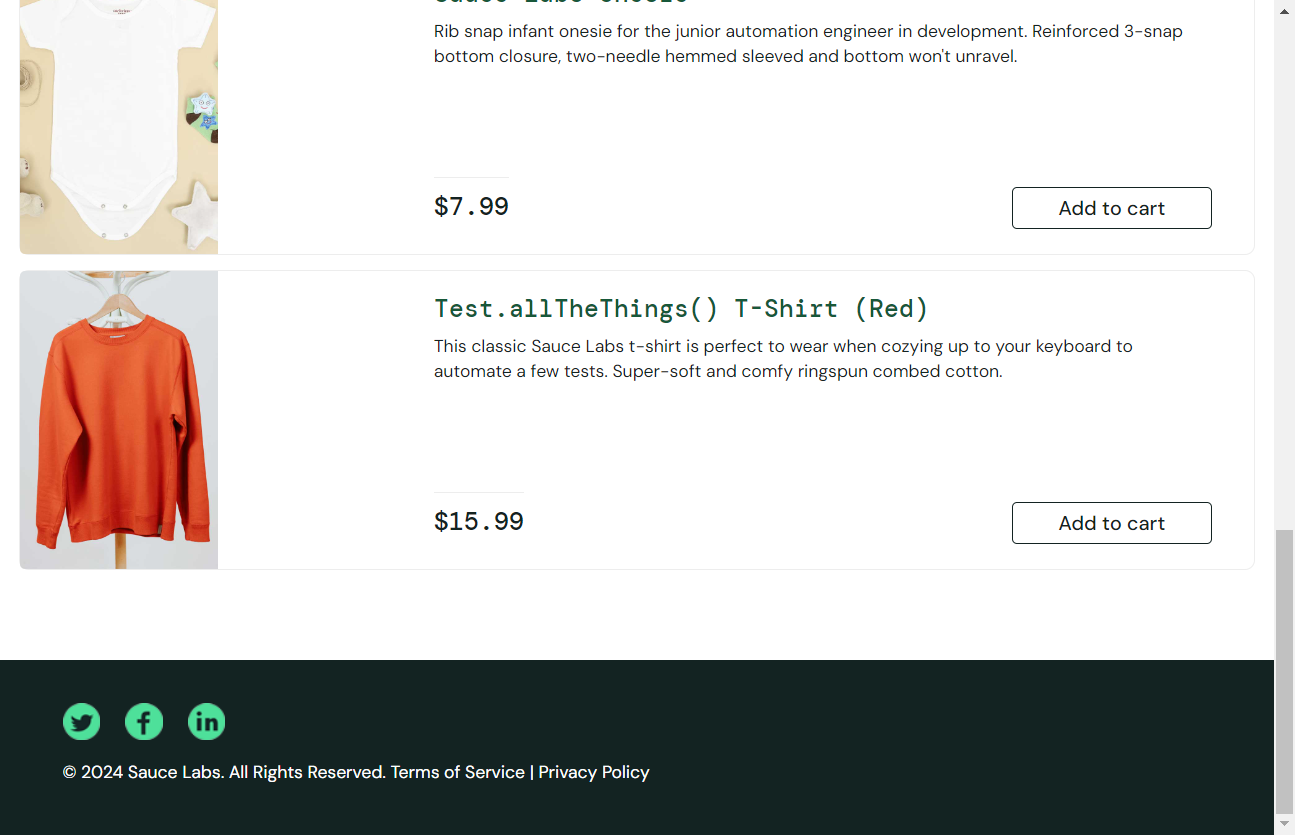 Rib snap infant onesie for the junior automation engineer in development. Reinforced 3-snap
bottom closure, two-needle hemmed sleeved and bottom won't unravel.
$7.99
Add to cart
Test.allTheThings() T-Shirt (Red)
This classic Sauce Labs t-shirt is perfect to wear when cozying up to your keyboard to
automate a few tests. Super-soft and comfy ringspun combed cotton.
$15.99
Add to cart
© 2024 Sauce Labs. All Rights Reserved. Terms of Service | Privacy Policy